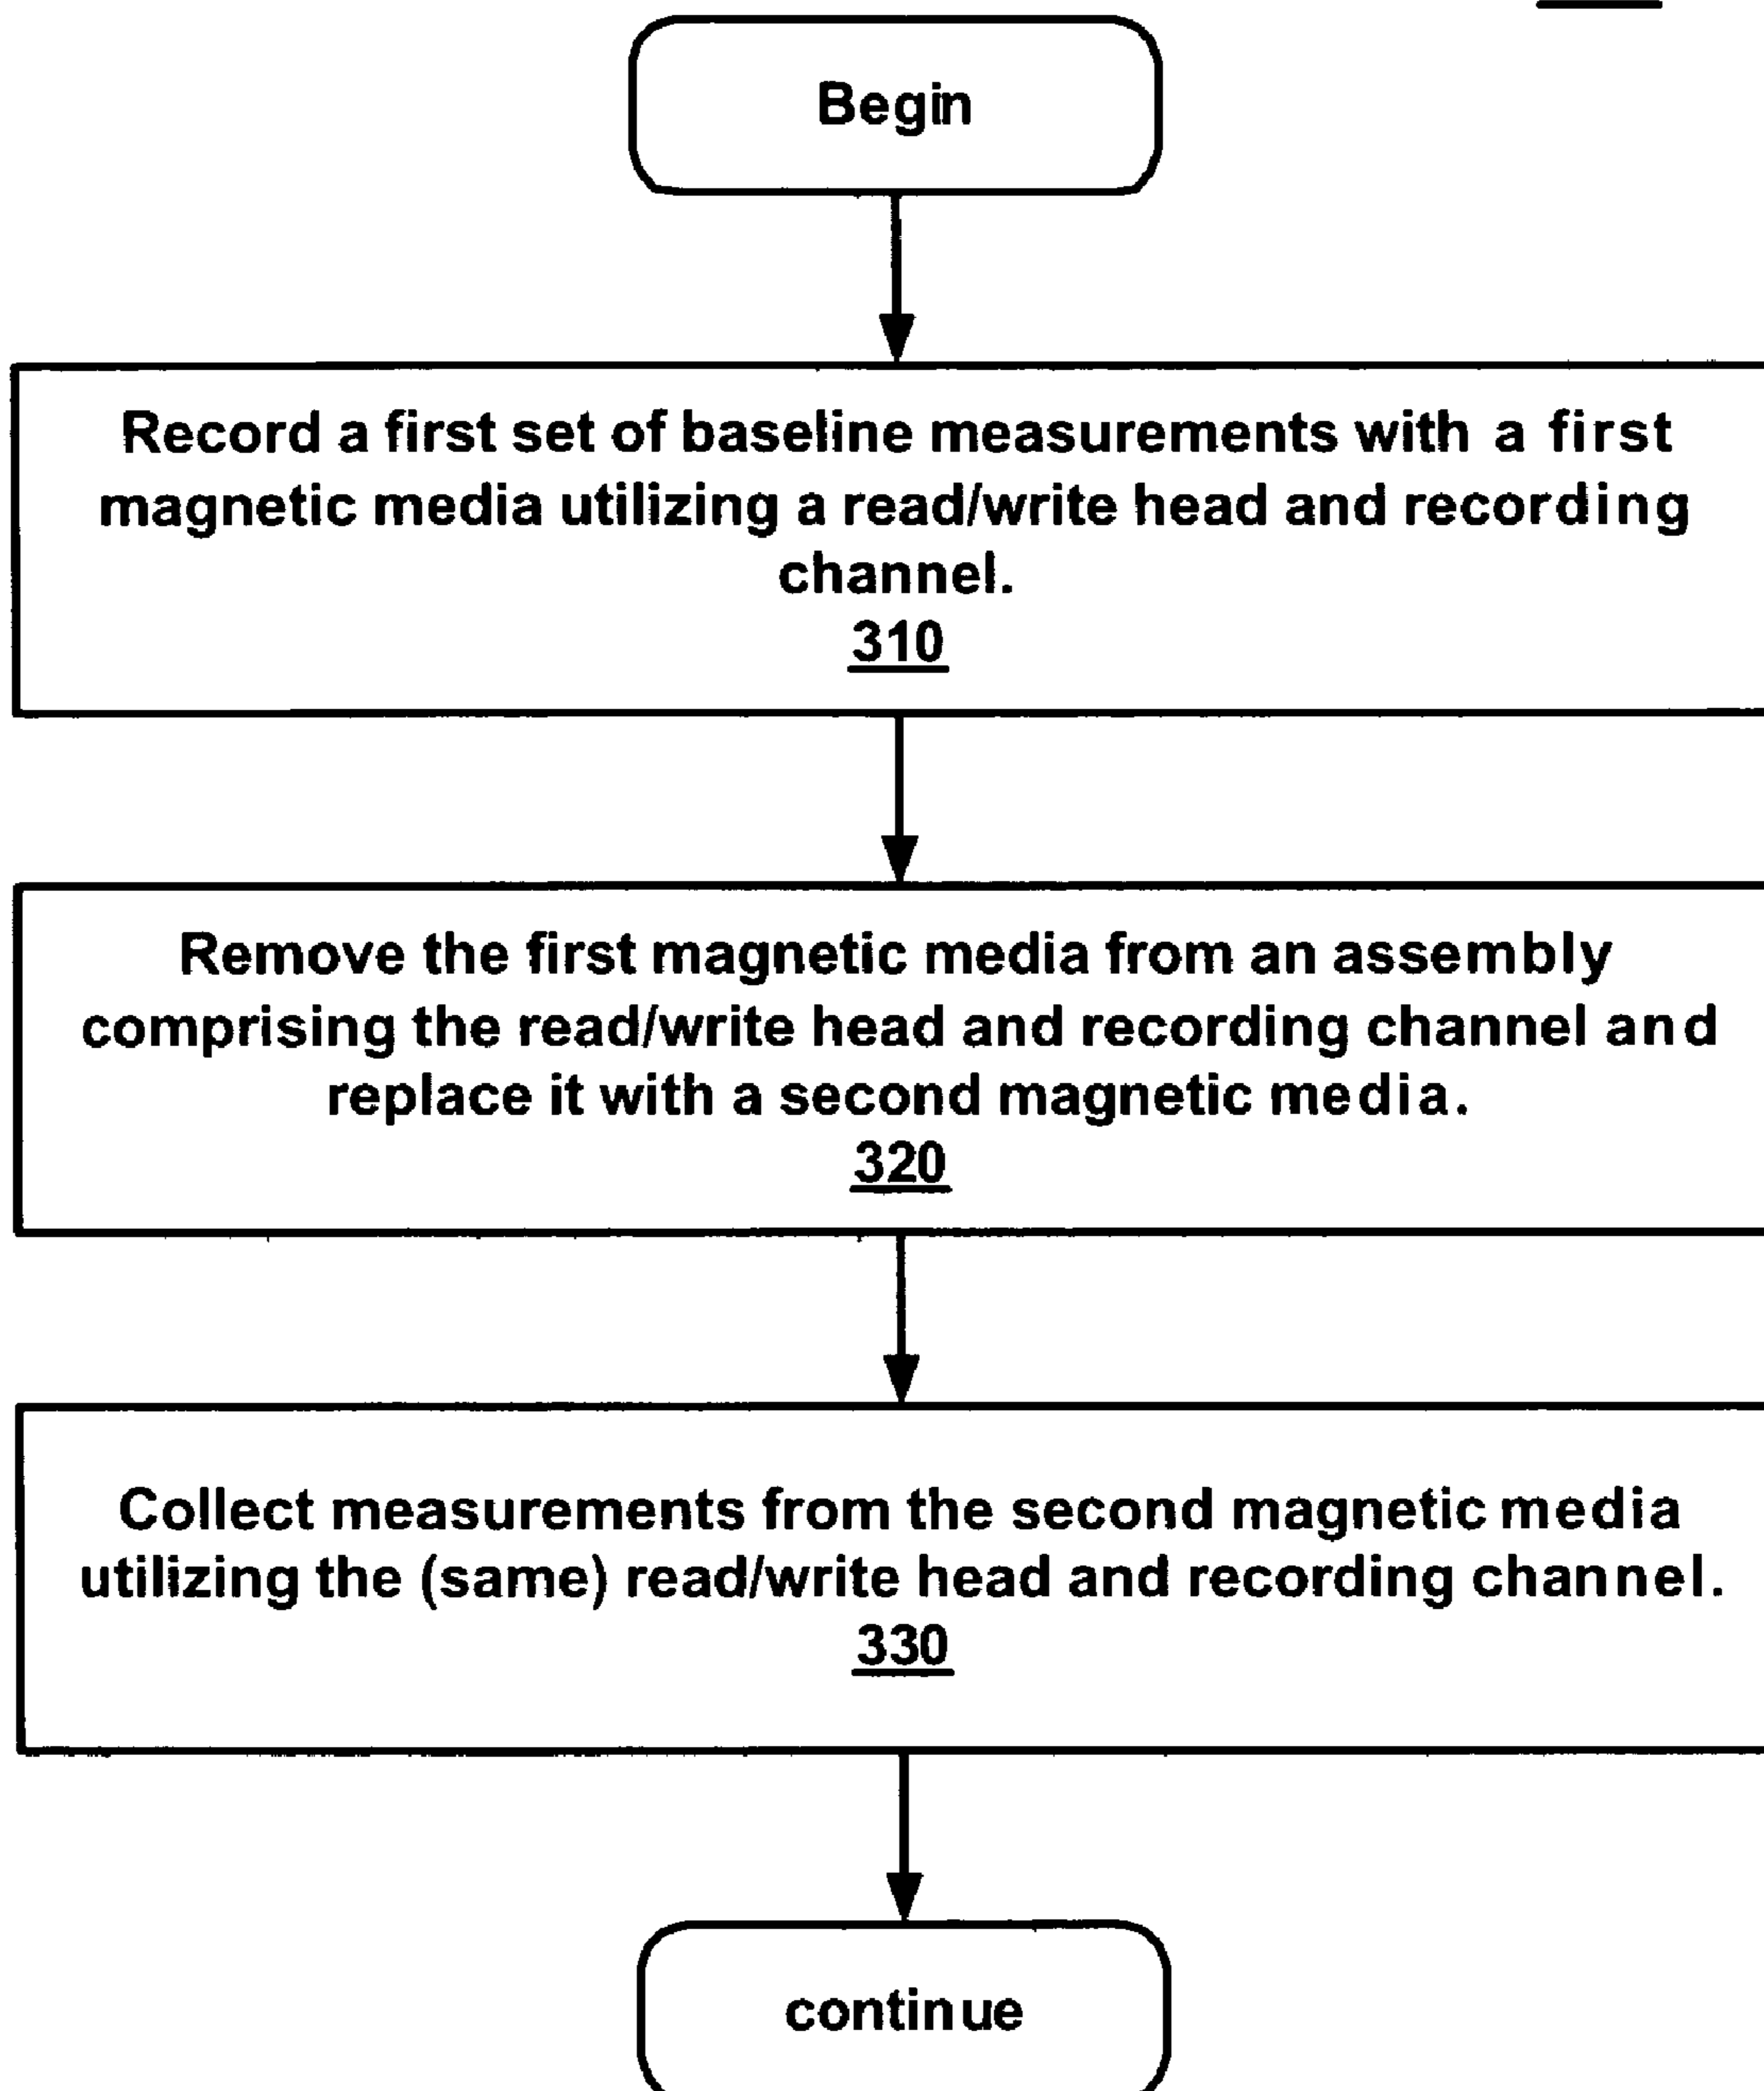 Begin
Record a first set of baseline measurements with a first
magnetic media utilizing a read/write head and recording
channel.
310
Remove the first magnetic media from an assembly
comprising the read/write head and recording channel and
replace it with a second magnetic media.
320
Collect measurements from the second magnetic media
utilizing the (same) read/write head and recording channel.
330
continue